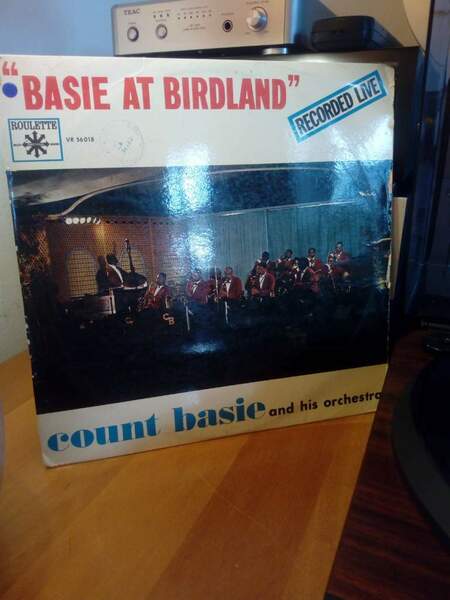 TEAC
"BASIE AT BIRDLAND"
RECORDED LIVE
ROULETTE
VR 56018
C B
count basie and his orchestra